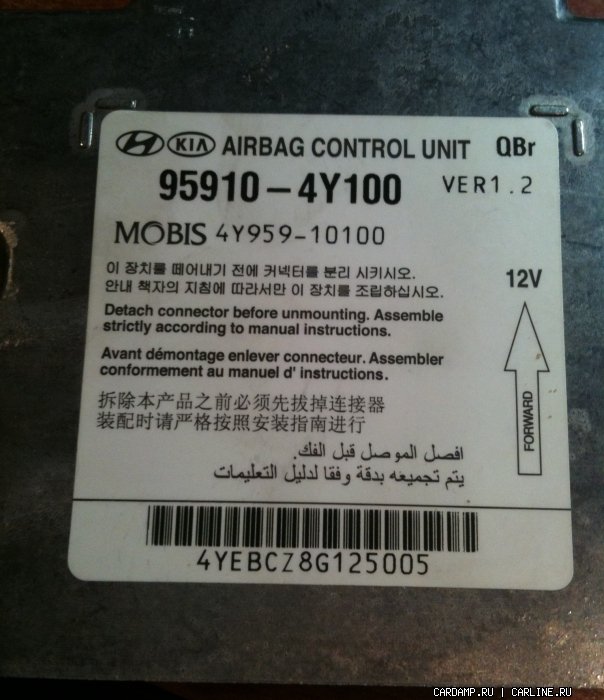 KIA AIRBAG CONTROL UNIT QBr
95910-4Y100 VER1.2
MOBIS 4Y959-10100
이 장치를 떼어내기 전에 커넥터를 분리 시키시오.
안내 책자의 지침에 따라서만 이 장치를 조립하십시오.
12V
Detach connector before unmounting. Assemble
strictly according to manual instructions.
Avant démontage enlever connecteur. Assembler
conformement au manuel d' instructions.
FORWARD
拆除本产品之前必须先拔掉连接器
装配时请严格按照安装指南进行
افصل الموصل قبل الفك.
يتم تجميعه بدقة وفقا لدليل التعليمات
4YEBCZ8G125005
CARDAMP.RU | CARLINE.RU